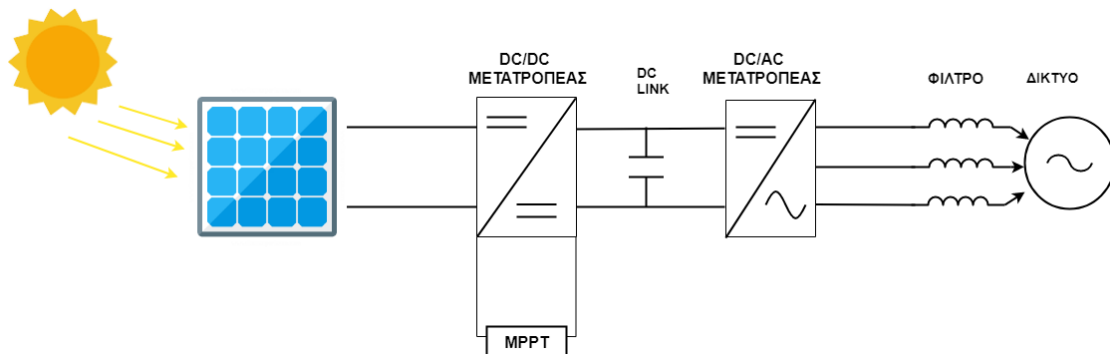 DC/DC
ΜΕΤΑΤΡΟΠΕΑΣ
DC
LINK
DC/AC
ΜΕΤΑΤΡΟΠΕΑΣ
ΦΙΛΤΡΟ
ΔΙΚΤΥΟ
MPPT